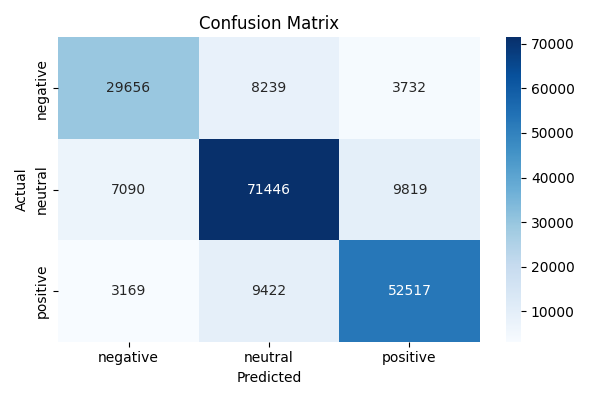 Confusion Matrix
Actual
negative
neutral
positive
29656 8239 3732
7090 71446 9819
3169 9422 52517
negative neutral positive
Predicted
70000
60000
50000
40000
30000
20000
10000